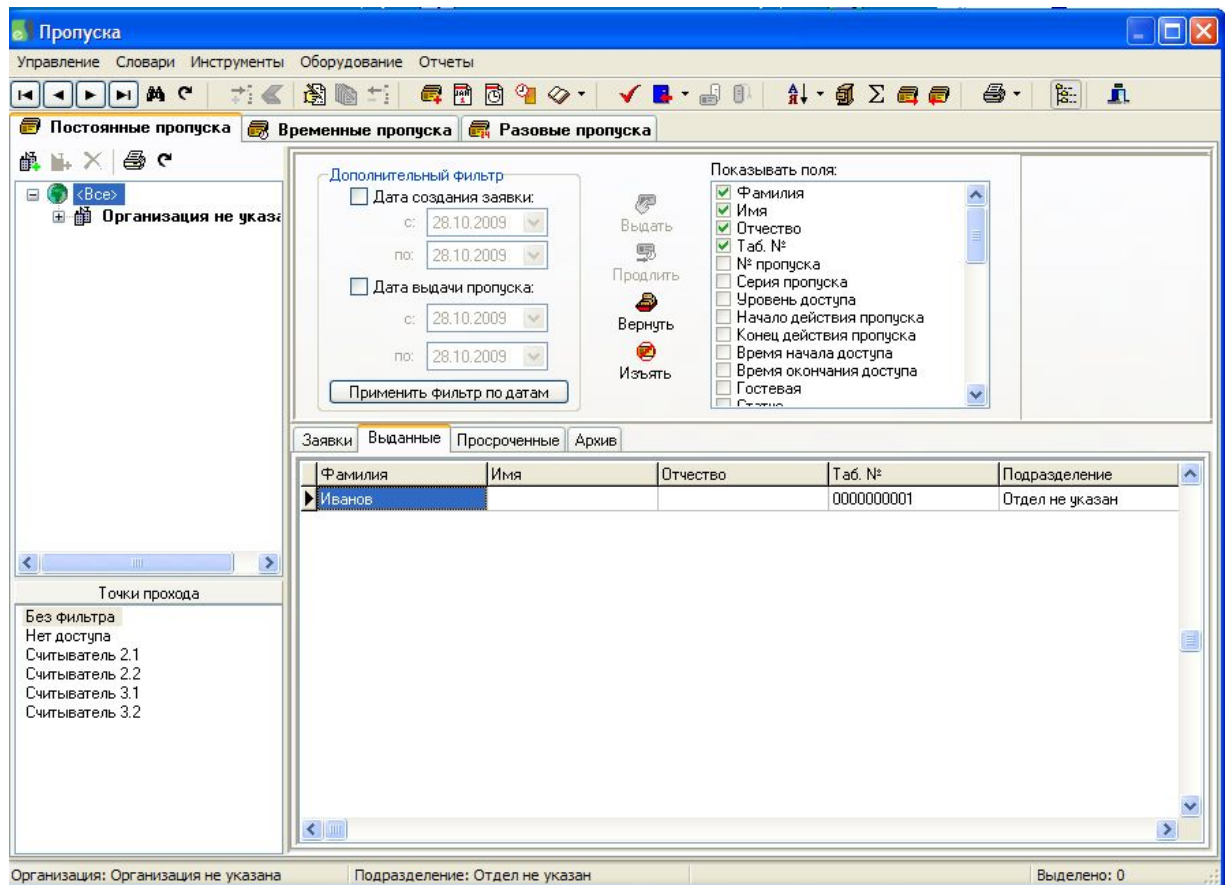 Пропуска
Управление Словари Инструменты Оборудование Отчеты
Постоянные пропуска Временные пропуска Разовые пропуска
<Все>
Организация не указа
Дополнительный фильтр
Дата создания заявки:
с: 28.10.2009
по: 28.10.2009
Дата выдачи пропуска:
с: 28.10.2009
по: 28.10.2009
Применить фильтр по датам
Выдать
Продлить
Вернуть
Изъять
Показывать поля:
Фамилия
Имя
Отчество
Таб. №
№ пропуска
Серия пропуска
Уровень доступа
Начало действия пропуска
Конец действия пропуска
Время начала доступа
Время окончания доступа
Гостевая
Заявки Выданные Просроченные Архив
Фамилия Имя Отчество Таб. № Подразделение
Иванов 0000000001 Отдел не указан
Точки прохода
Без фильтра
Нет доступа
Считыватель 2.1
Считыватель 2.2
Считыватель 3.1
Считыватель 3.2
Организация: Организация не указана Подразделение: Отдел не указан Выделено: 0